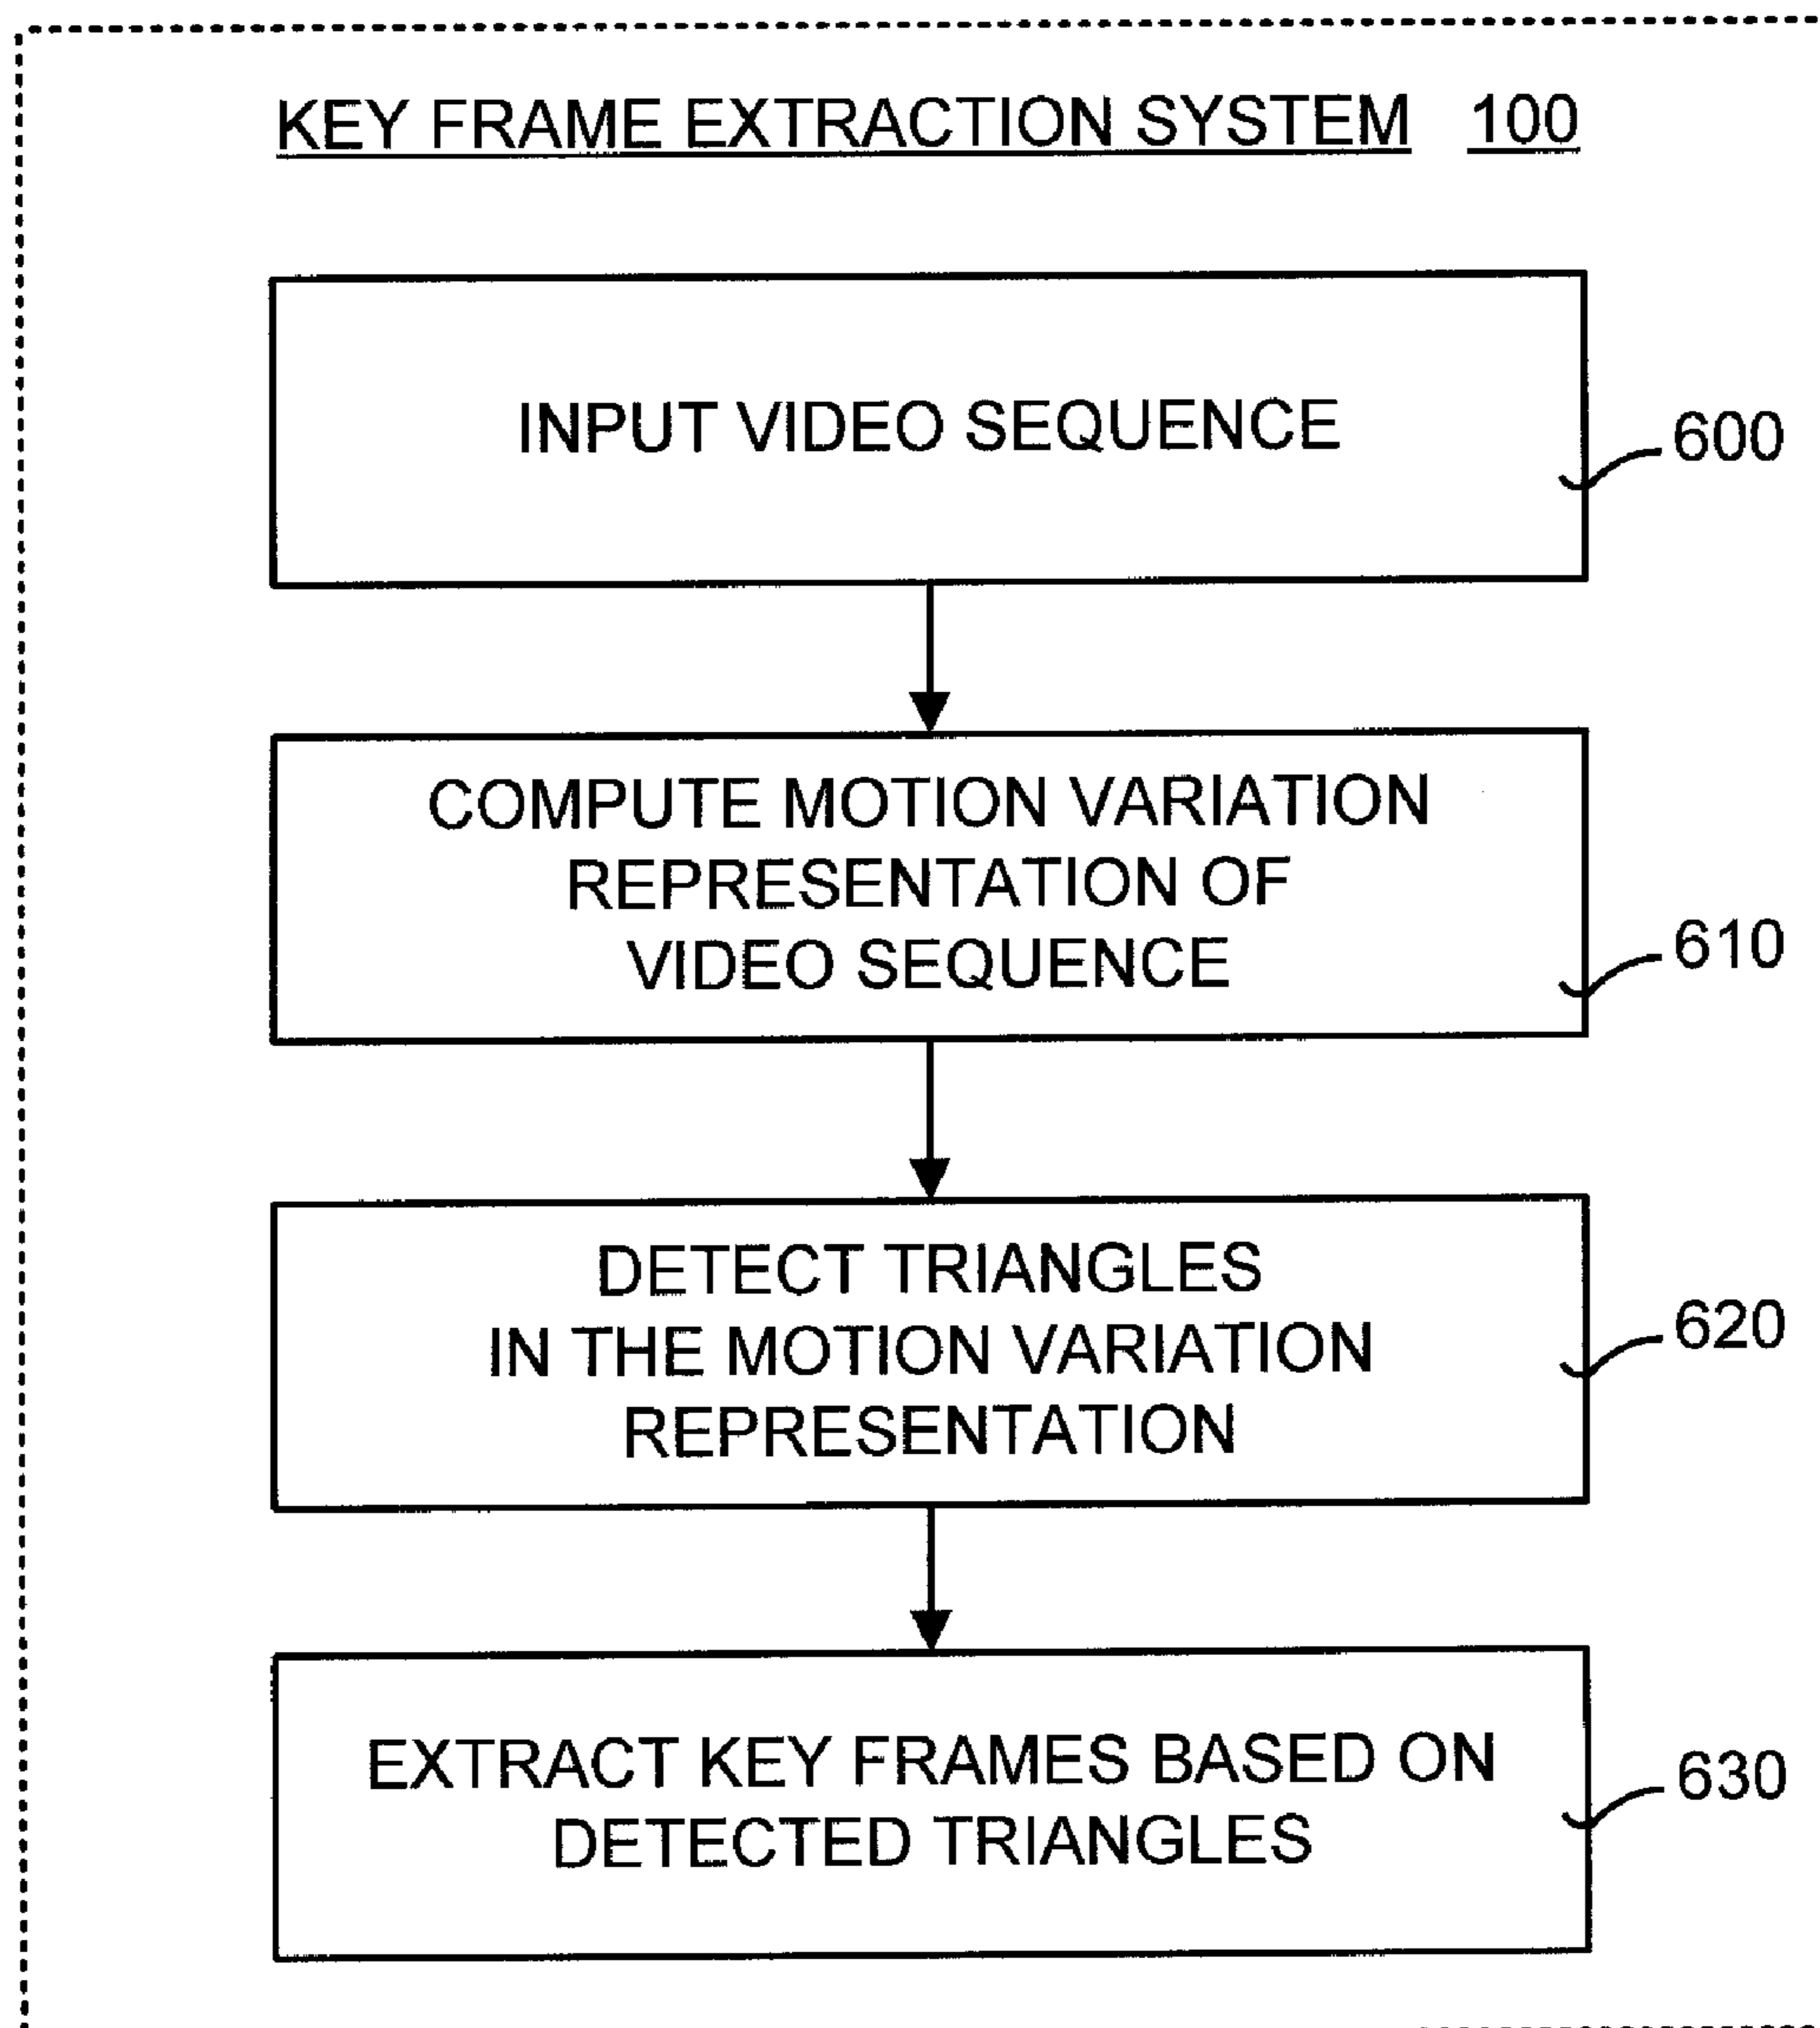 KEY FRAME EXTRACTION SYSTEM 100
INPUT VIDEO SEQUENCE
600
COMPUTE MOTION VARIATION
REPRESENTATION OF
VIDEO SEQUENCE
610
DETECT TRIANGLES
IN THE MOTION VARIATION
REPRESENTATION
620
EXTRACT KEY FRAMES BASED ON
DETECTED TRIANGLES
630